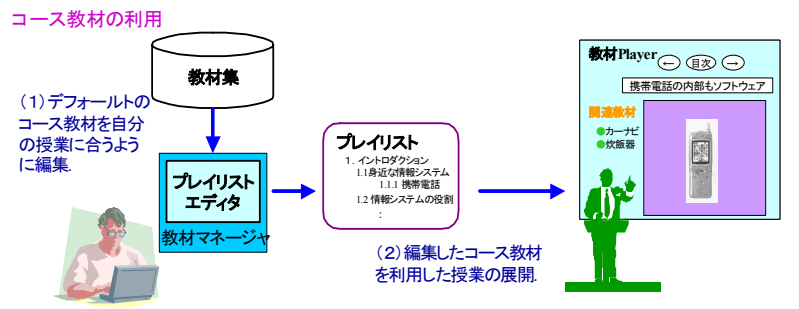 コース教材の利用
教材集
(1)デフォールトの
コース教材を自分
の授業に合うよう
に編集.
プレイリスト
エディタ
教材マネージャ
プレイリスト
1. イントロダクション
1.1身近な情報システム
1.1.1 携帯電話
1.2 情報システムの役割
:
(2)編集したコース教材
を利用した授業の展開.
教材Player
← 目次 →
携帯電話の内部もソフトウェア
関連教材
●カーナビ
●炊飯器